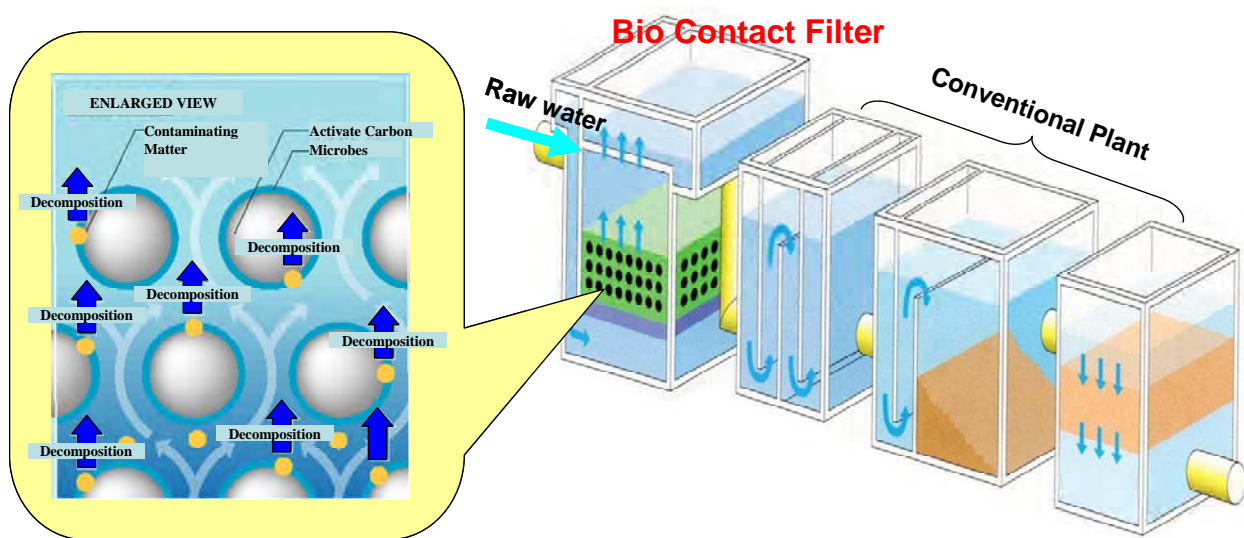 Bio Contact Filter
Raw water
Conventional Plant
ENLARGED VIEW
Contaminating
Matter
Activate Carbon
Microbes
Decomposition
Decomposition
Decomposition
Decomposition
Decomposition
Decomposition
Decomposition